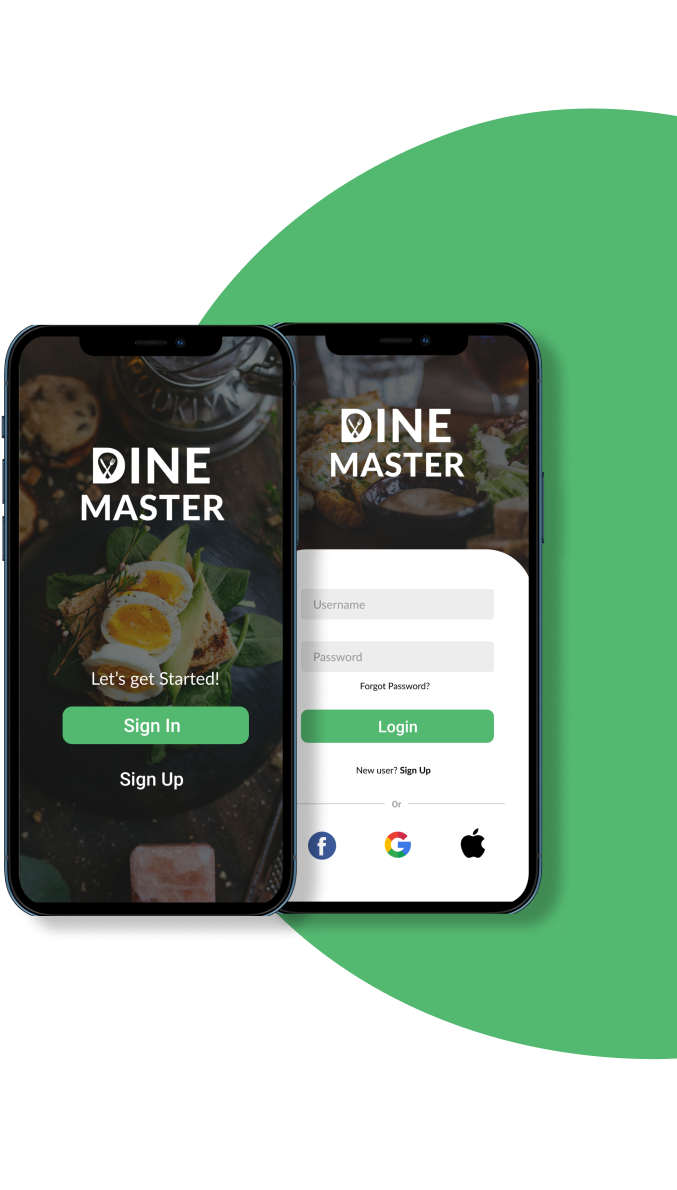 PODKLA
DINE
MASTER
Let's get Started!
Sign In
Sign Up
DINE
MASTER
Username
Password
Forgot Password?
Login
New user? Sign Up
Or